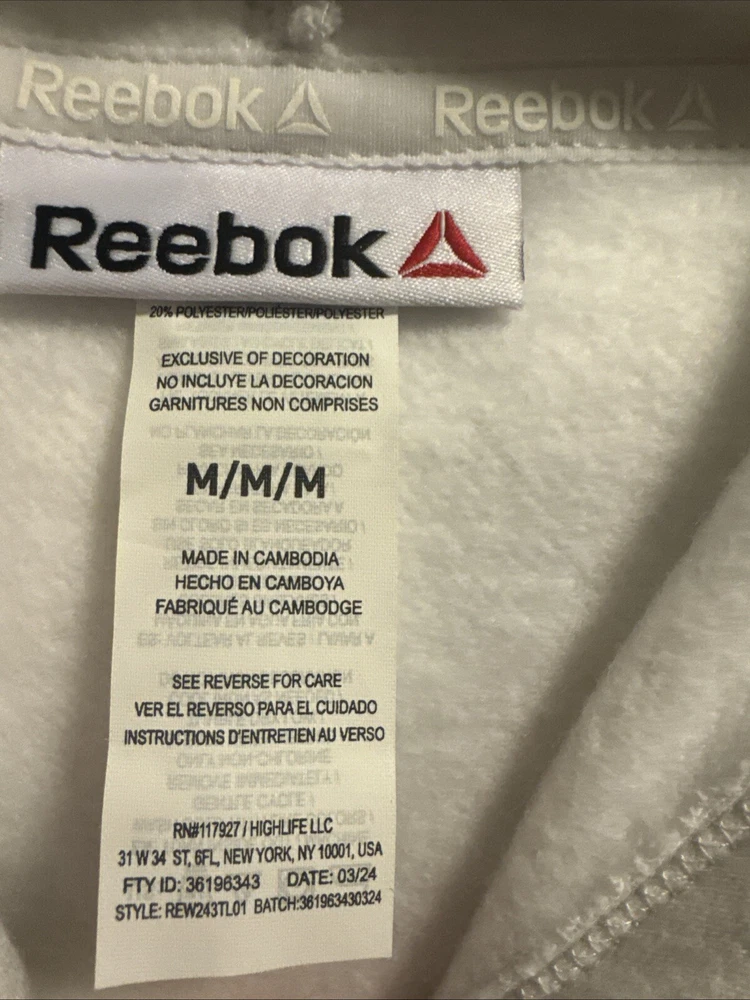 Reebok Reebok
Reebok
20% POLYESTER/POLIÉSTER/POLYESTER
EXCLUSIVE OF DECORATION
NO INCLUYE LA DECORACION
GARNITURES NON COMPRISES
M/M/M
MADE IN CAMBODIA
HECHO EN CAMBOYA
FABRIQUÉ AU CAMBODGE
SEE REVERSE FOR CARE
VER EL REVERSO PARA EL CUIDADO
INSTRUCTIONS D'ENTRETIEN AU VERSO
RN#117927 / HIGHLIFE LLC
31 W 34 ST, 6FL, NEW YORK, NY 10001, USA
FTY ID: 36196343 DATE: 03/24
STYLE: REW243TL01 BATCH:361963430324